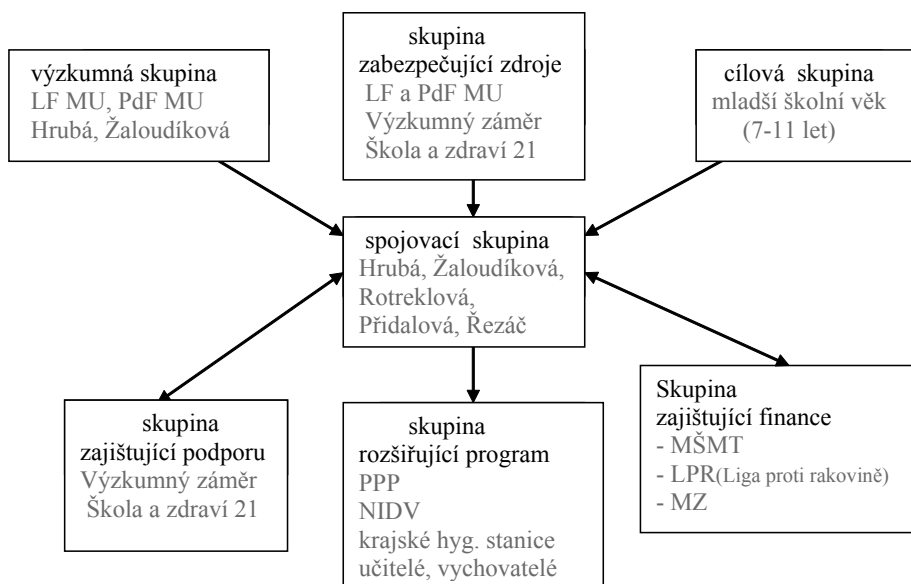 výzkumná skupina
LF MU, PdF MU
Hrubá, Žaloudíková
skupina
zabezpečující zdroje
LF a PdF MU
Výzkumný záměr
Škola a zdraví 21
cílová skupina
mladší školní věk
(7-11 let)
spojovací skupina
Hrubá, Žaloudíková,
Rotreklová,
Přidalová, Řezáč
skupina
zajištující podporu
Výzkumný záměr
Škola a zdraví 21
skupina
rozšiřující program
PPP
NIDV
krajské hyg. stanice
učitelé, vychovatelé
Skupina
zajištující finance
- MŠMT
- LPR(Liga proti rakovině)
- MZ